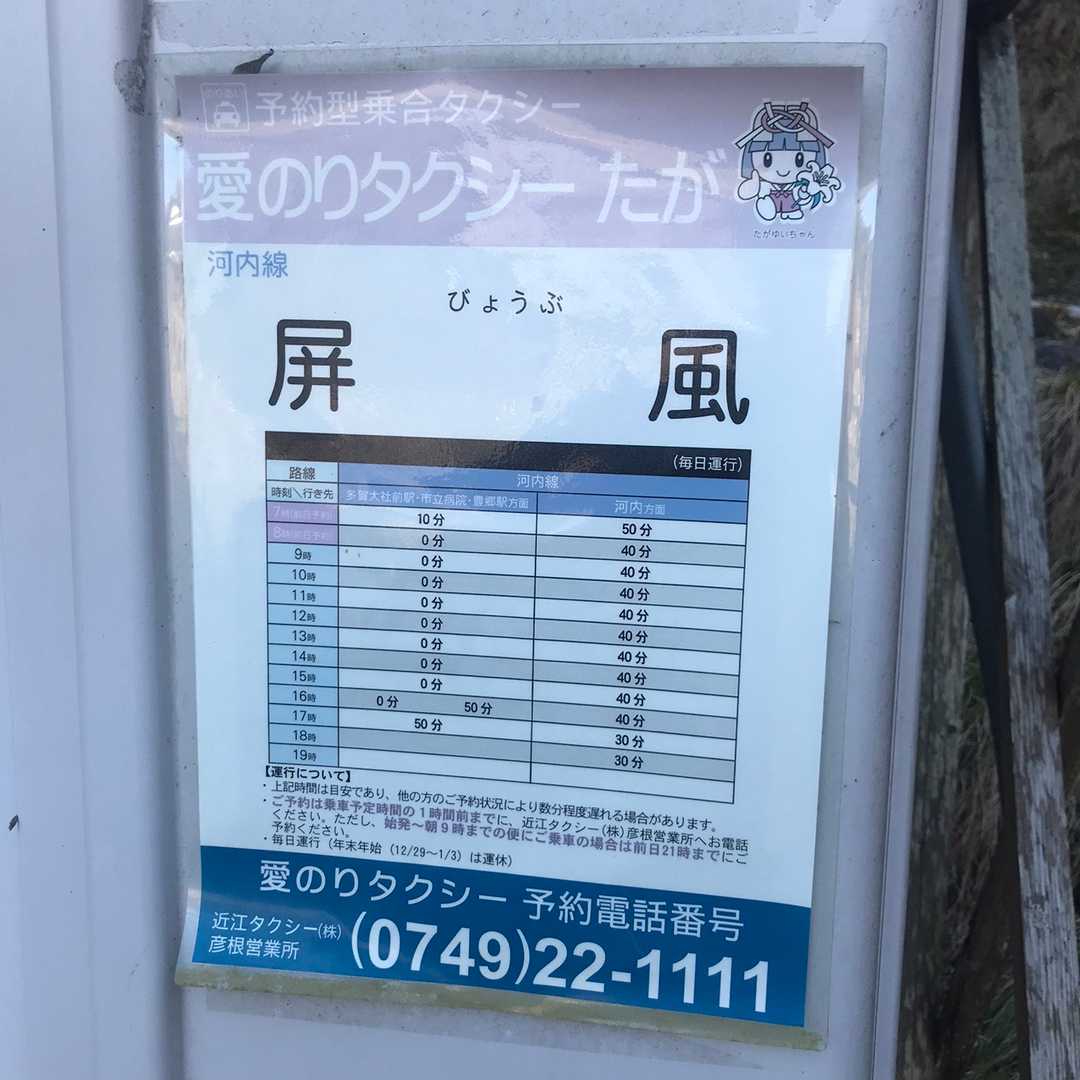 のりあい
予約型乗合タクシー
愛のりタクシー たが
たがゆいちゃん
河内線
びょうぶ
屏 風
(毎日運行)
路線 河内線
時刻＼行き先 多賀大社前駅・市立病院・豊郷駅方面 河内方面
7時(前日予約) 10分 50分
8時(前日予約) 0分 40分
9時 0分 40分
10時 0分 40分
11時 0分 40分
12時 0分 40分
13時 0分 40分
14時 0分 40分
15時 0分 40分
16時 0分 50分 40分
17時 50分 30分
18時 30分
19時
【運行について】
・上記時間は目安であり、他の方のご予約状況により数分程度遅れる場合があります。
・ご予約は乗車予定時間の1時間前までに、近江タクシー(株)彦根営業所へお電話
ください。ただし、始発～朝9時までの便にご乗車の場合は前日21時までにご
予約ください。
・毎日運行（年末年始（12/29～1/3）は運休）
愛のりタクシー 予約電話番号
近江タクシー(株)
彦根営業所
(0749)22-1111